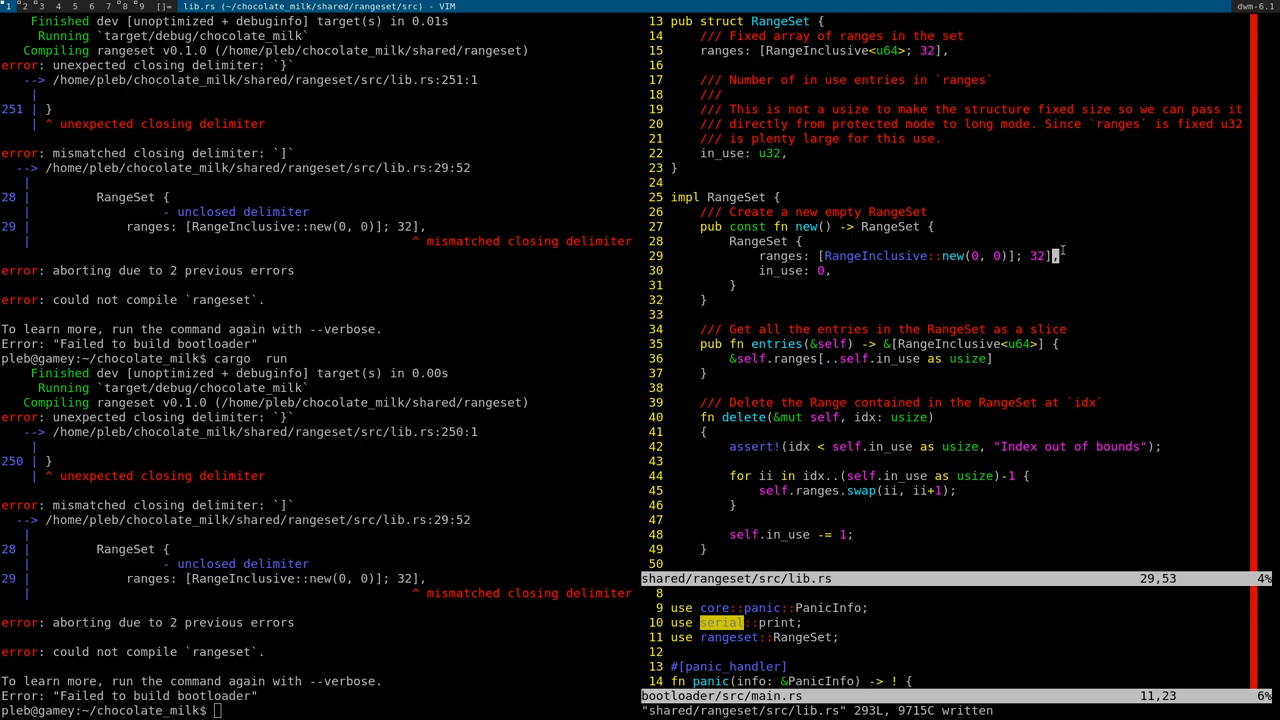 1 2 3 4 5 6 7 8 9 []= lib.rs (~/chocolate_milk/shared/rangeset/src) - VIM dwm-6.1
Finished dev [unoptimized + debuginfo] target(s) in 0.01s
Running `target/debug/chocolate_milk`
Compiling rangeset v0.1.0 (/home/pleb/chocolate_milk/shared/rangeset)
error: unexpected closing delimiter: `}`
--> /home/pleb/chocolate_milk/shared/rangeset/src/lib.rs:251:1
|
251 | }
| ^ unexpected closing delimiter
error: mismatched closing delimiter: `]`
--> /home/pleb/chocolate_milk/shared/rangeset/src/lib.rs:29:52
|
28 | RangeSet {
| - unclosed delimiter
29 | ranges: [RangeInclusive::new(0, 0)]; 32],
| ^ mismatched closing delimiter
error: aborting due to 2 previous errors
error: could not compile `rangeset`.
To learn more, run the command again with --verbose.
Error: "Failed to build bootloader"
pleb@gamey:~/chocolate_milk$ cargo  run
Finished dev [unoptimized + debuginfo] target(s) in 0.00s
Running `target/debug/chocolate_milk`
Compiling rangeset v0.1.0 (/home/pleb/chocolate_milk/shared/rangeset)
error: unexpected closing delimiter: `}`
--> /home/pleb/chocolate_milk/shared/rangeset/src/lib.rs:250:1
|
250 | }
| ^ unexpected closing delimiter
error: mismatched closing delimiter: `]`
--> /home/pleb/chocolate_milk/shared/rangeset/src/lib.rs:29:52
|
28 | RangeSet {
| - unclosed delimiter
29 | ranges: [RangeInclusive::new(0, 0)]; 32],
| ^ mismatched closing delimiter
error: aborting due to 2 previous errors
error: could not compile `rangeset`.
To learn more, run the command again with --verbose.
Error: "Failed to build bootloader"
pleb@gamey:~/chocolate_milk$
13 pub struct RangeSet {
14 /// Fixed array of ranges in the set
15 ranges: [RangeInclusive<u64>; 32],
16
17 /// Number of in use entries in `ranges`
18 ///
19 /// This is not a usize to make the structure fixed size so we can pass it
20 /// directly from protected mode to long mode. Since `ranges` is fixed u32
21 /// is plenty large for this use.
22 in_use: u32,
23 }
24
25 impl RangeSet {
26 /// Create a new empty RangeSet
27 pub const fn new() -> RangeSet {
28 RangeSet {
29 ranges: [RangeInclusive::new(0, 0)]; 32],
30 in_use: 0,
31 }
32 }
33
34 /// Get all the entries in the RangeSet as a slice
35 pub fn entries(&self) -> &[RangeInclusive<u64>] {
36 &self.ranges[..self.in_use as usize]
37 }
38
39 /// Delete the Range contained in the RangeSet at `idx`
40 fn delete(&mut self, idx: usize)
41 {
42 assert!(idx < self.in_use as usize, "Index out of bounds");
43
44 for ii in idx..(self.in_use as usize)-1 {
45 self.ranges.swap(ii, ii+1);
46 }
47
48 self.in_use -= 1;
49 }
50
shared/rangeset/src/lib.rs 29,53 4%
8
9 use core::panic::PanicInfo;
10 use serial::print;
11 use rangeset::RangeSet;
12
13 #[panic_handler]
14 fn panic(info: &PanicInfo) -> ! {
bootloader/src/main.rs 11,23 6%
"shared/rangeset/src/lib.rs" 293L, 9715C written